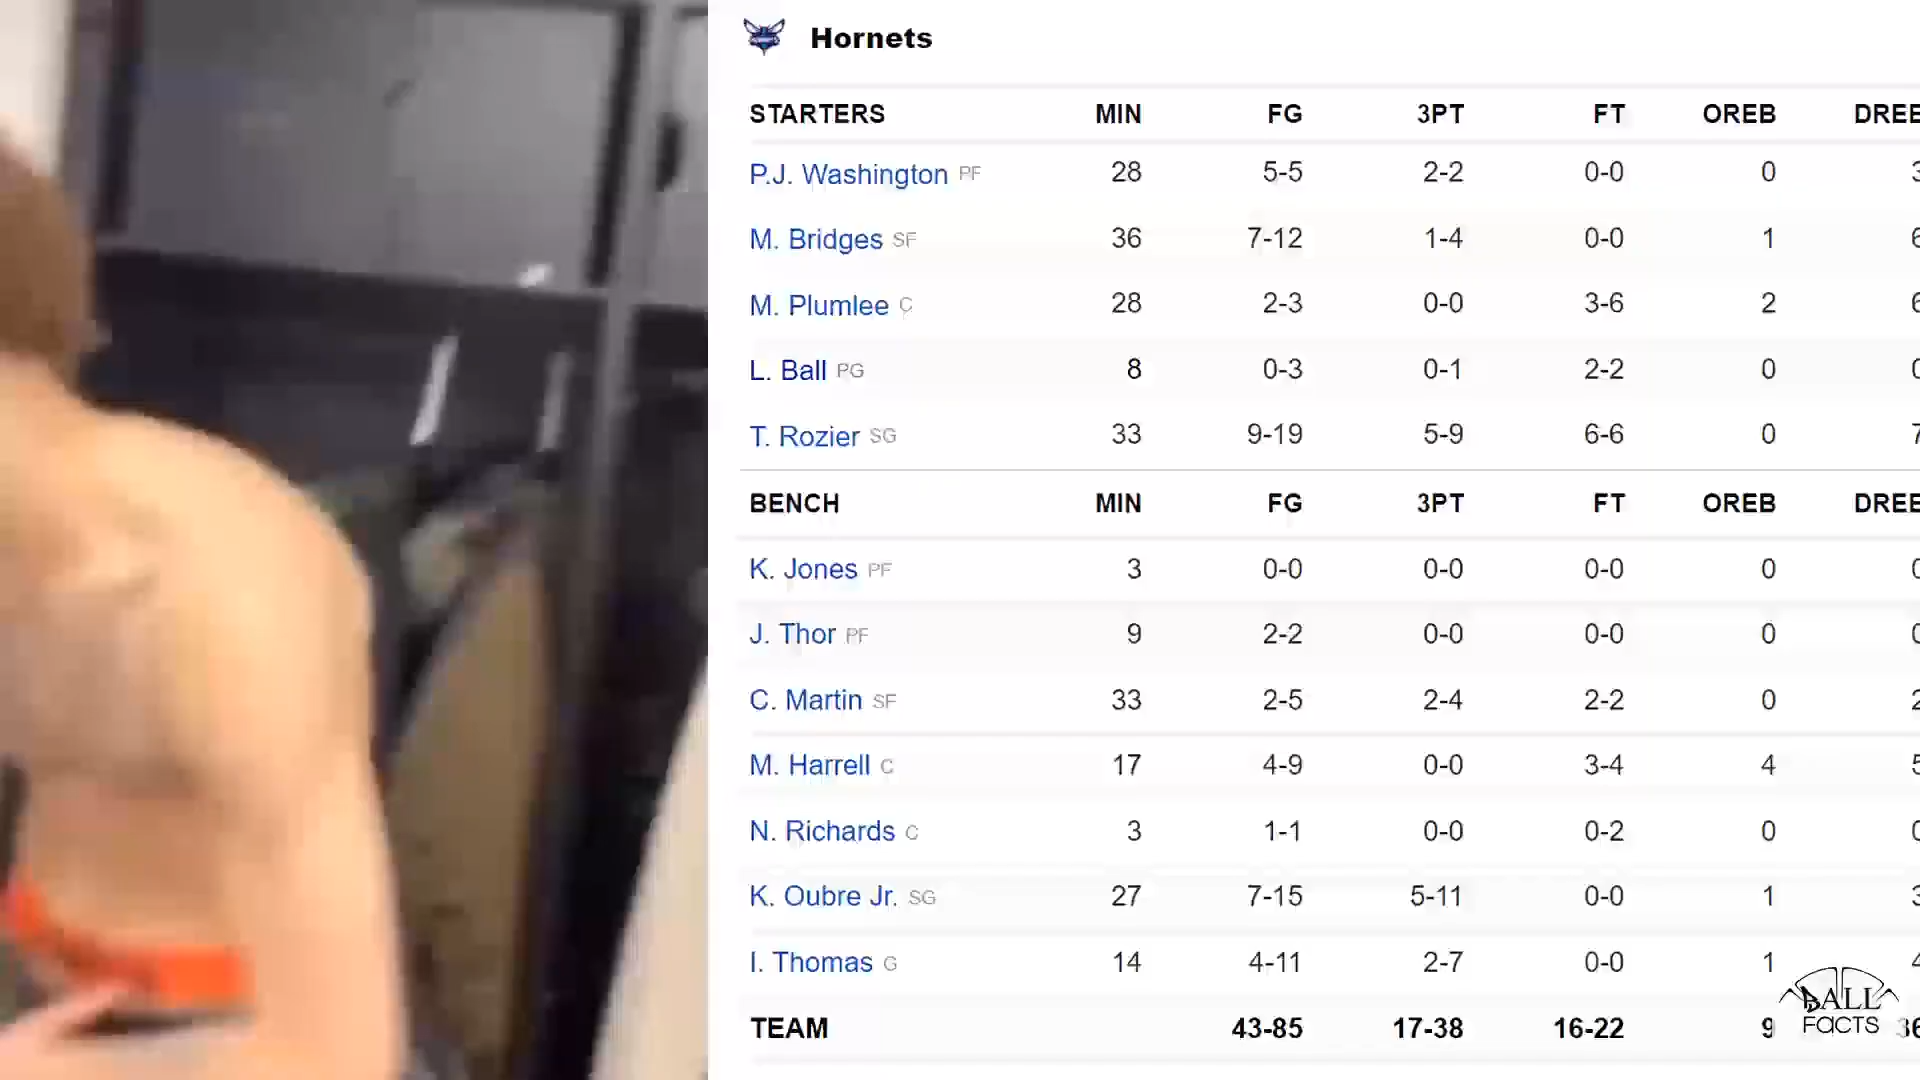 Hornets
STARTERS MIN FG 3PT FT OREB
P.J. Washington PF 28 5-5 2-2 0-0 0
M. Bridges SF 36 7-12 1-4 0-0 1
M. Plumlee C 28 2-3 0-0 3-6 2
L. Ball PG 8 0-3 0-1 2-2 0
T. Rozier SG 33 9-19 5-9 6-6 0
BENCH MIN FG 3PT FT OREB
K. Jones PF 3 0-0 0-0 0-0 0
J. Thor PF 9 2-2 0-0 0-0 0
C. Martin SF 33 2-5 2-4 2-2 0
M. Harrell C 17 4-9 0-0 3-4 4
N. Richards C 3 1-1 0-0 0-2 0
K. Oubre Jr. SG 27 7-15 5-11 0-0 1
I. Thomas G 14 4-11 2-7 0-0 1
TEAM 43-85 17-38 16-22 9
BALL
FACTS